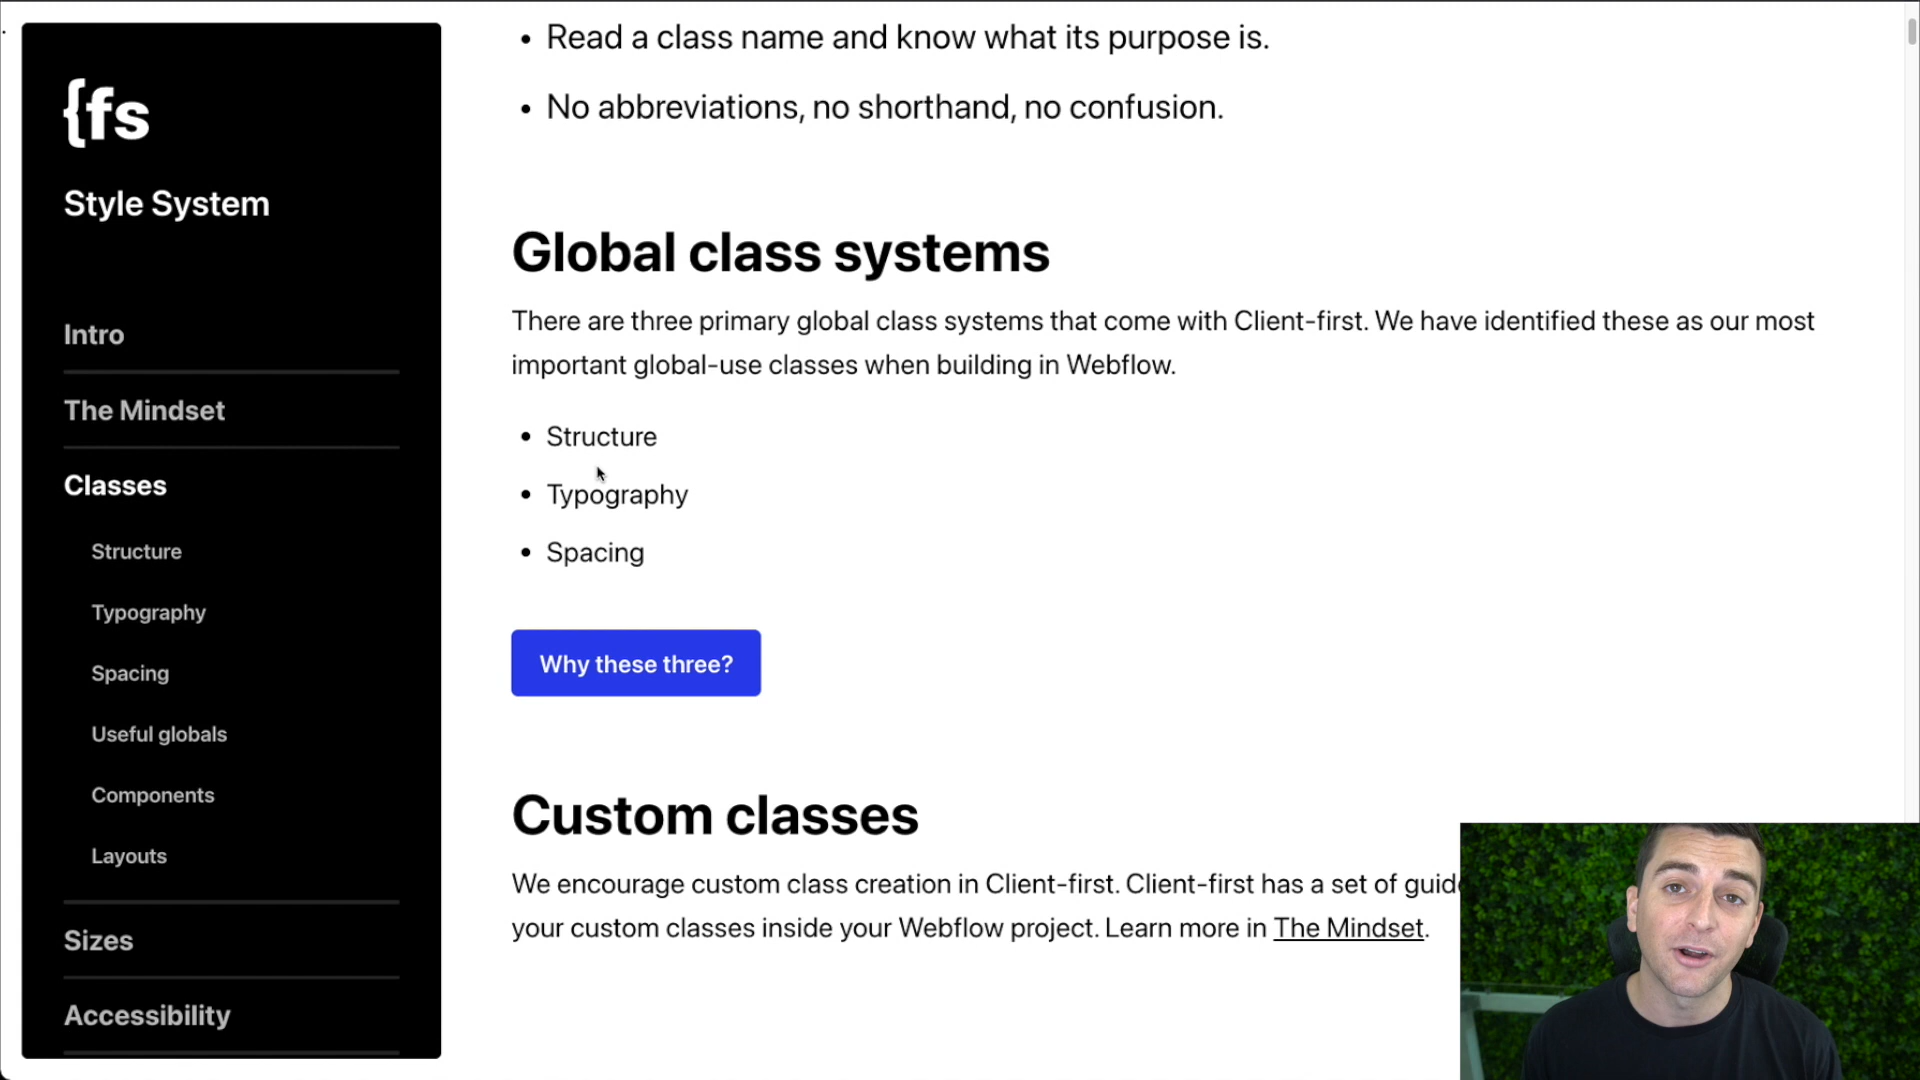 {fs
Style System
Intro
The Mindset
Classes
Structure
Typography
Spacing
Useful globals
Components
Layouts
Sizes
Accessibility
• Read a class name and know what its purpose is.
• No abbreviations, no shorthand, no confusion.
Global class systems
There are three primary global class systems that come with Client-first. We have identified these as our most
important global-use classes when building in Webflow.
• Structure
• Typography
• Spacing
Why these three?
Custom classes
We encourage custom class creation in Client-first. Client-first has a set of
your custom classes inside your Webflow project. Learn more in The Mindset.